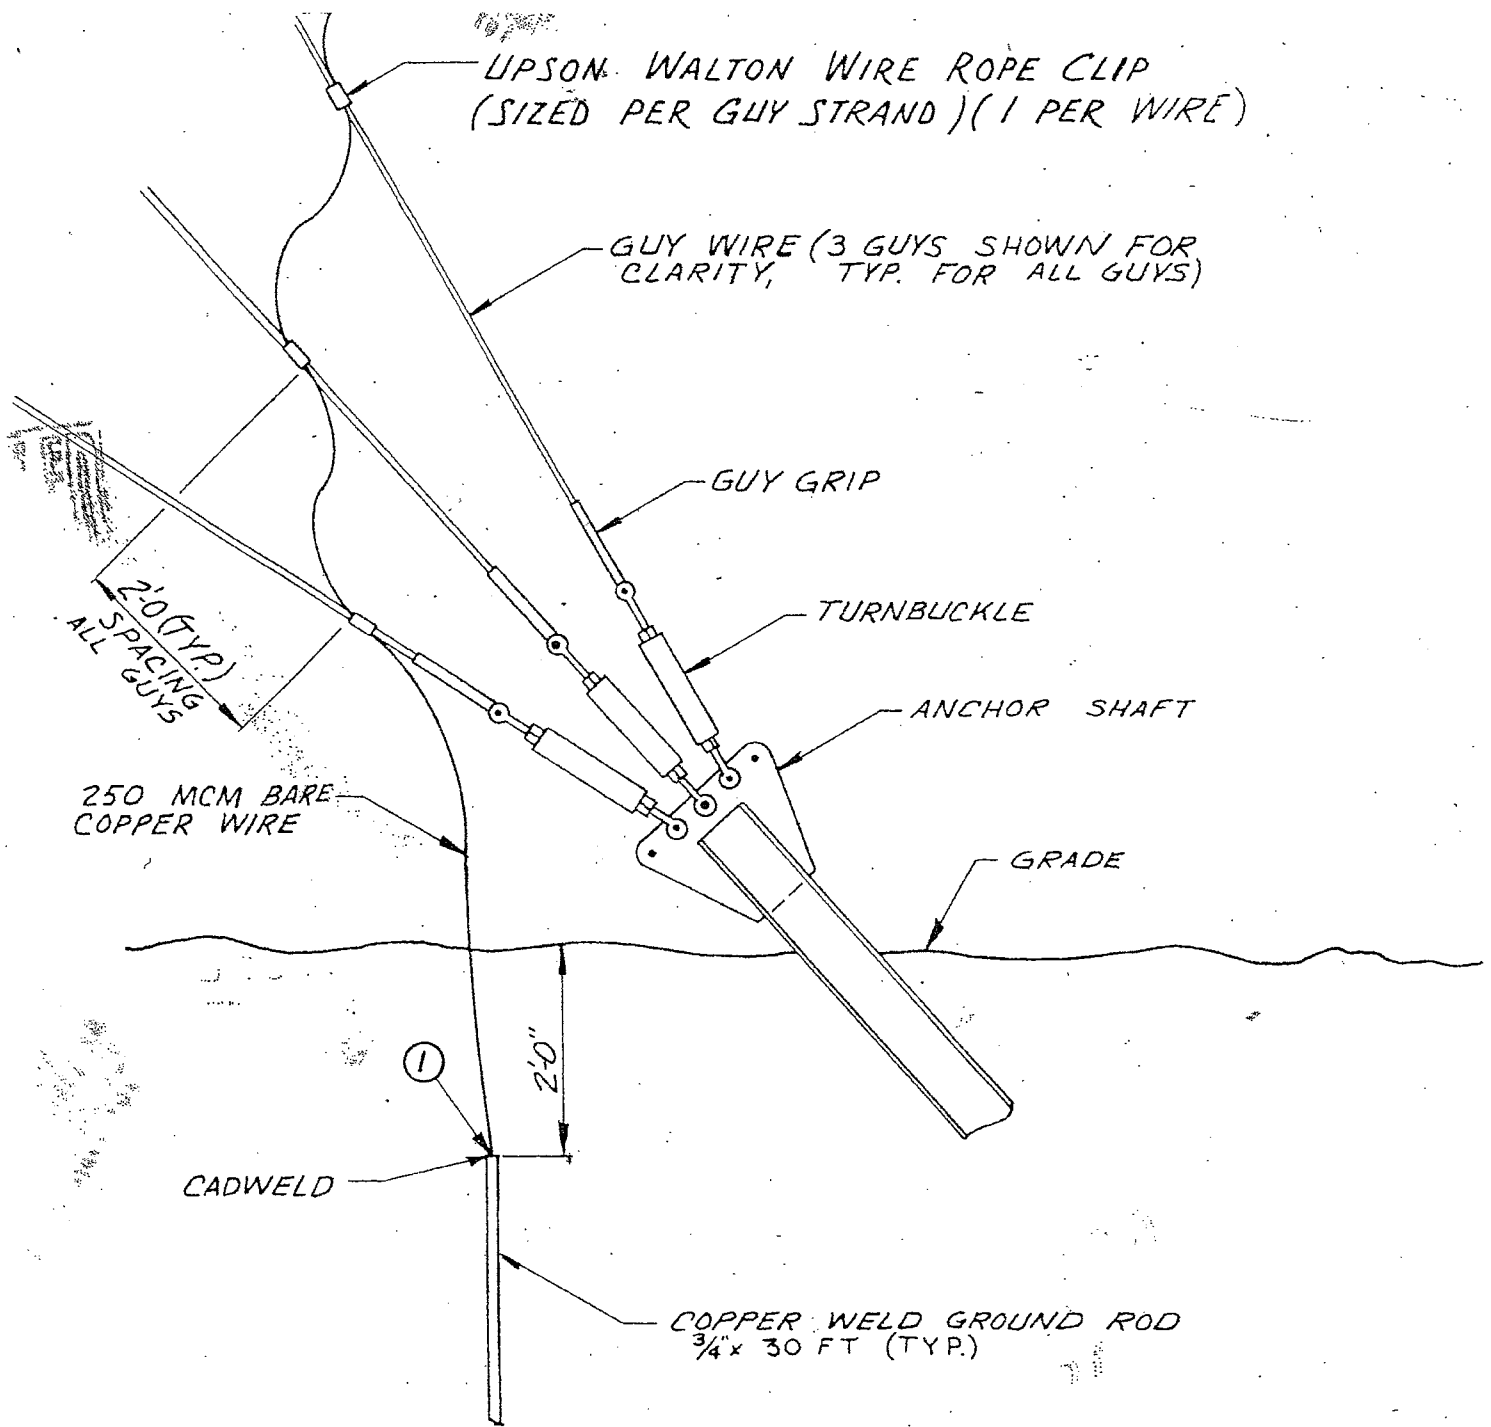 UPSON WALTON WIRE ROPE CLIP
(SIZED PER GUY STRAND)(1 PER WIRE)
GUY WIRE (3 GUYS SHOWN FOR
CLARITY, TYP. FOR ALL GUYS)
GUY GRIP
2'-0 (TYP.)
SPACING
ALL GUYS
TURNBUCKLE
ANCHOR SHAFT
250 MCM BARE
COPPER WIRE
GRADE
1
2'-0"
CADWELD
COPPER WELD GROUND ROD
3/4" x 30 FT (TYP.)